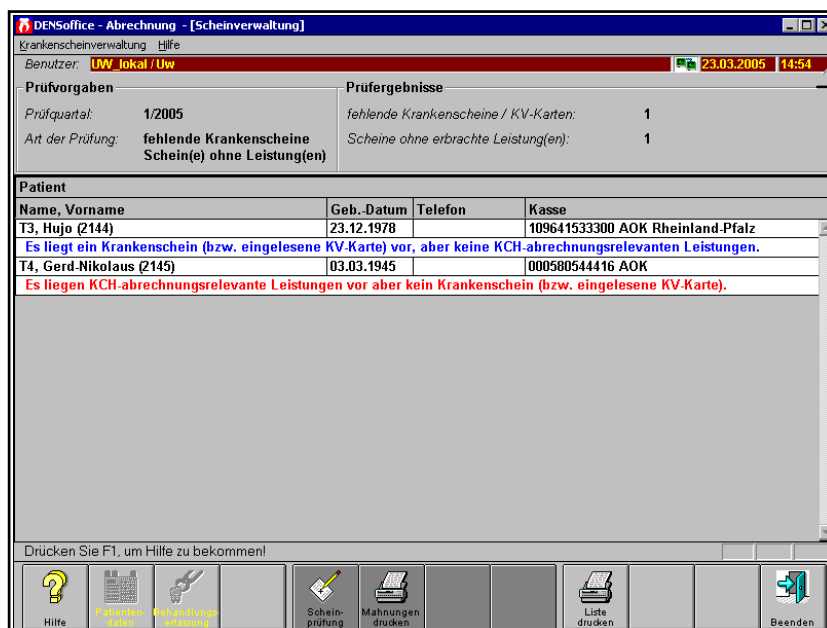 DENSoffice - Abrechnung - [Scheinverwaltung]
Krankenscheinverwaltung Hilfe
Benutzer: UW_lokal / Uw 23.03.2005 14:54
Prüfvorgaben Prüfergebnisse
Prüfquartal: 1/2005 fehlende Krankenscheine / KV-Karten: 1
Art der Prüfung: fehlende Krankenscheine Scheine ohne erbrachte Leistung(en): 1
Schein(e) ohne Leistung(en)
Patient
Name, Vorname Geb.-Datum Telefon Kasse
T3, Hujo (2144) 23.12.1978 109641533300 AOK Rheinland-Pfalz
Es liegt ein Krankenschein (bzw. eingelesene KV-Karte) vor, aber keine KCH-abrechnungsrelevanten Leistungen.
T4, Gerd-Nikolaus (2145) 03.03.1945 000580544416 AOK
Es liegen KCH-abrechnungsrelevante Leistungen vor aber kein Krankenschein (bzw. eingelesene KV-Karte).
Drücken Sie F1, um Hilfe zu bekommen!
Hilfe
Patienten-
daten
Behandlungs-
erfassung
Schein-
prüfung
Mahnungen
drucken
Liste
drucken
Beenden